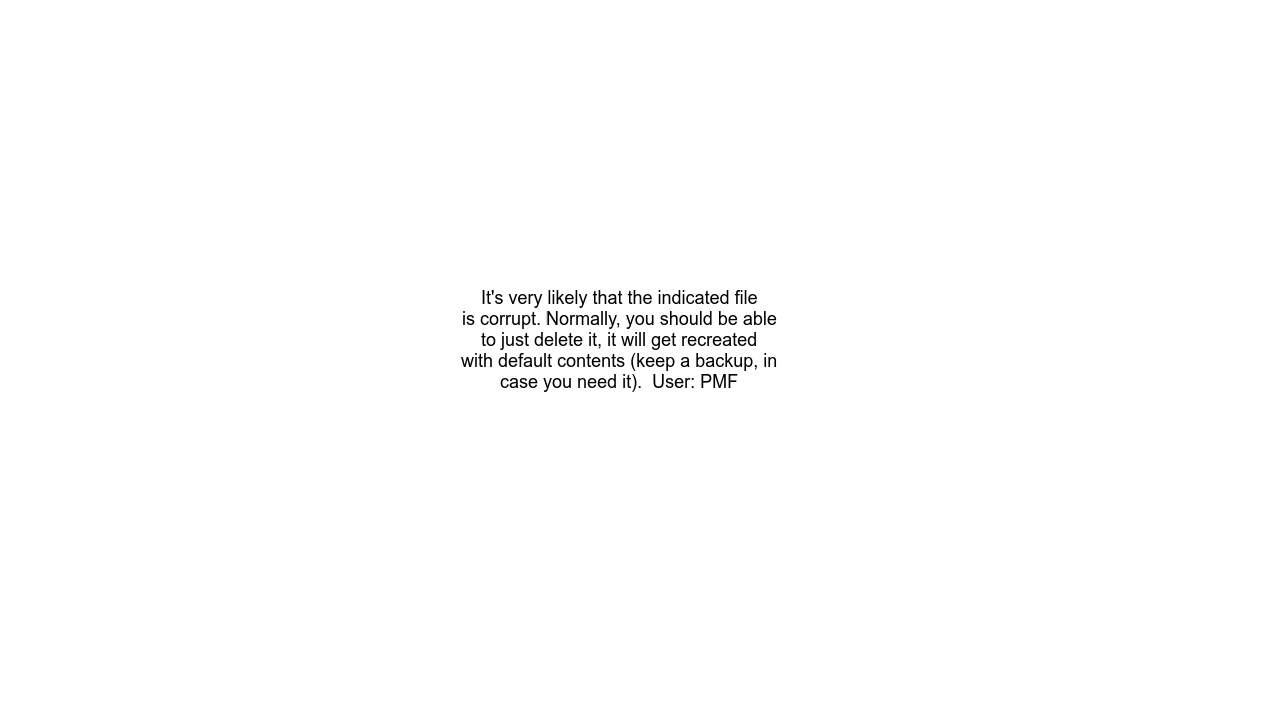 It's very likely that the indicated file
is corrupt. Normally, you should be able
to just delete it, it will get recreated
with default contents (keep a backup, in
case you need it).  User: PMF